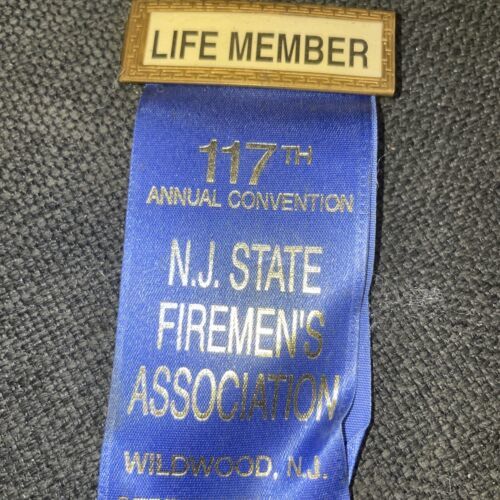 LIFE MEMBER
117TH
ANNUAL CONVENTION
N.J. STATE
FIREMEN'S
ASSOCIATION
WILDWOOD, N.J.